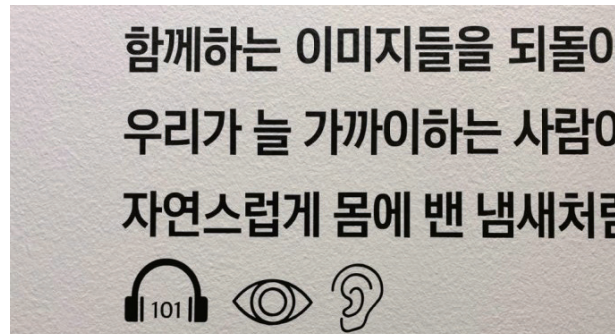 함께하는 이미지들을 되돌
우리가 늘 가까이하는 사람
자연스럽게 몸에 밴 냄새처
101